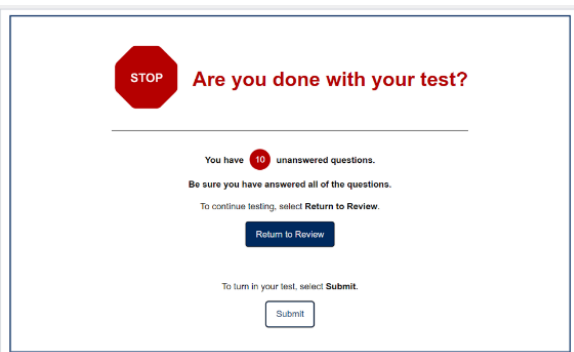 STOP
Are you done with your test?
You have 10 unanswered questions.
Be sure you have answered all of the questions.
To continue testing, select Return to Review.
Return to Review
To turn in your test, select Submit.
Submit